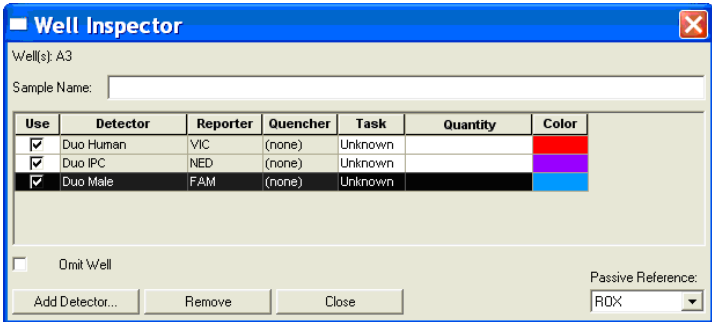 Well Inspector
Well(s): A3
Sample Name:
Use Detector Reporter Quencher Task Quantity Color
Duo Human VIC (none) Unknown
Duo IPC NED (none) Unknown
Duo Male FAM (none) Unknown
Omit Well
Passive Reference:
Add Detector... Remove Close ROX